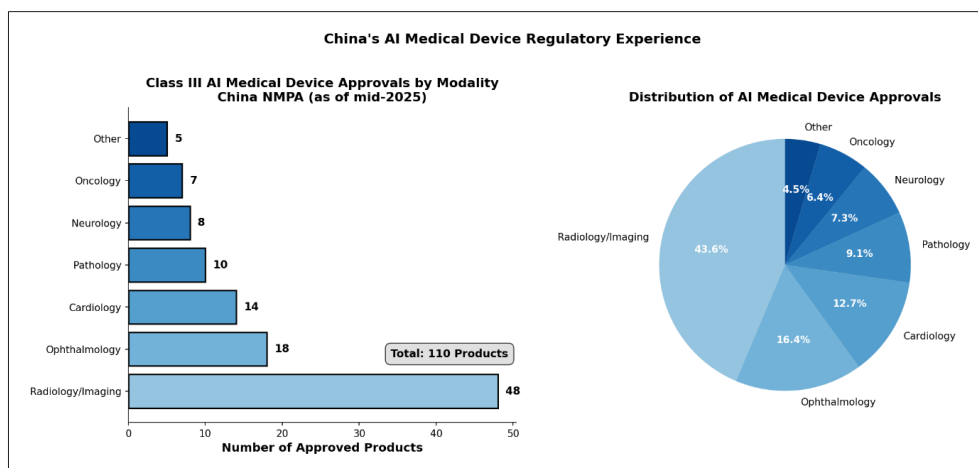 China's AI Medical Device Regulatory Experience
Class III AI Medical Device Approvals by Modality
China NMPA (as of mid-2025)
Other
5
Oncology
7
Neurology
8
Pathology
10
Cardiology
14
Ophthalmology
18
Total: 110 Products
Radiology/Imaging
48
0
10
20
30
40
50
Number of Approved Products
Distribution of AI Medical Device Approvals
Other
4.5%
Oncology
6.4%
Neurology
7.3%
Pathology
9.1%
Cardiology
12.7%
Ophthalmology
16.4%
Radiology/Imaging
43.6%